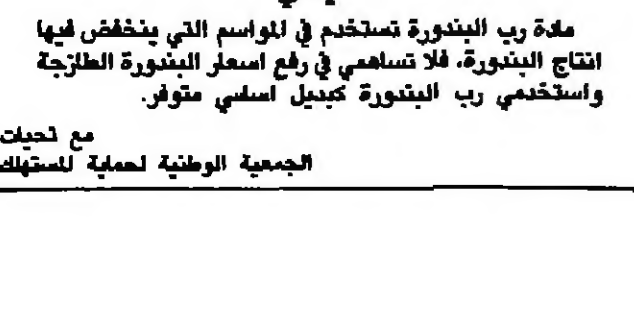 مادة رب البندورة تستخدم في المواسم التي ينخفض فيها
انتاج البندورة، فلا تساهمي في رفع اسعار البندورة الطازجة
واستخدمي رب البندورة كبديل اساسي متوفر.
مع تحيات
الجمعية الوطنية لحماية المستهلك